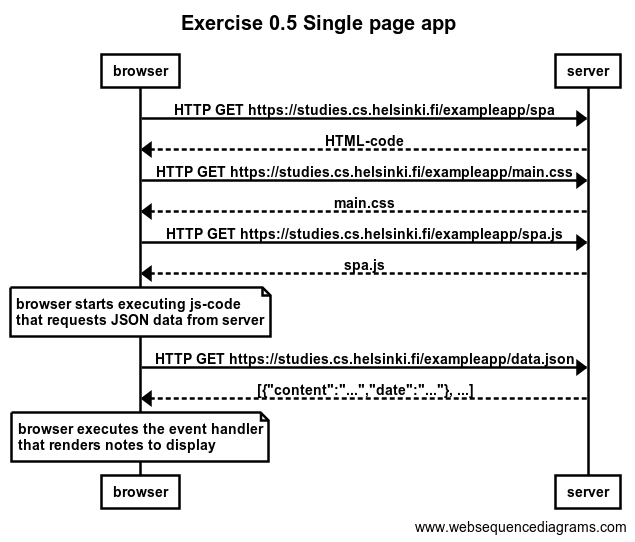 Exercise 0.5 Single page app
browser
server
HTTP GET https://studies.cs.helsinki.fi/exampleapp/spa
HTML-code
HTTP GET https://studies.cs.helsinki.fi/exampleapp/main.css
main.css
HTTP GET https://studies.cs.helsinki.fi/exampleapp/spa.js
spa.js
browser starts executing js-code
that requests JSON data from server
HTTP GET https://studies.cs.helsinki.fi/exampleapp/data.json
[{"content":"...","date":"..."}, ...]
browser executes the event handler
that renders notes to display
browser
server
www.websequencediagrams.com